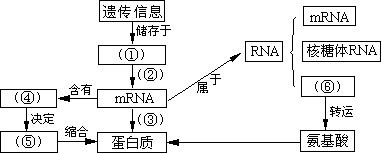 遗传信息
储存于
(①)
(②)
mRNA
RNA
核糖体RNA
(④)
含有
mRNA
属于
(⑥)
决定
(③)
转运
(⑤)
缩合
蛋白质
氨基酸